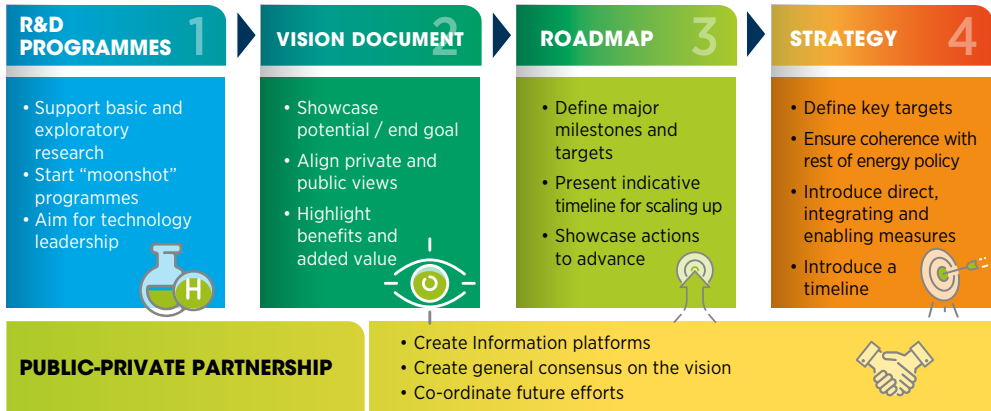 R&D
PROGRAMMES 1
• Support basic and
exploratory
research
• Start “moonshot”
programmes
• Aim for technology
leadership
H
VISION DOCUMENT 2
• Showcase
potential / end goal
• Align private and
public views
• Highlight
benefits and
added value
ROADMAP 3
• Define major
milestones and
targets
• Present indicative
timeline for scaling up
• Showcase actions
to advance
STRATEGY 4
• Define key targets
• Ensure coherence with
rest of energy policy
• Introduce direct,
integrating and
enabling measures
• Introduce a
timeline
PUBLIC-PRIVATE PARTNERSHIP
• Create Information platforms
• Create general consensus on the vision
• Co-ordinate future efforts